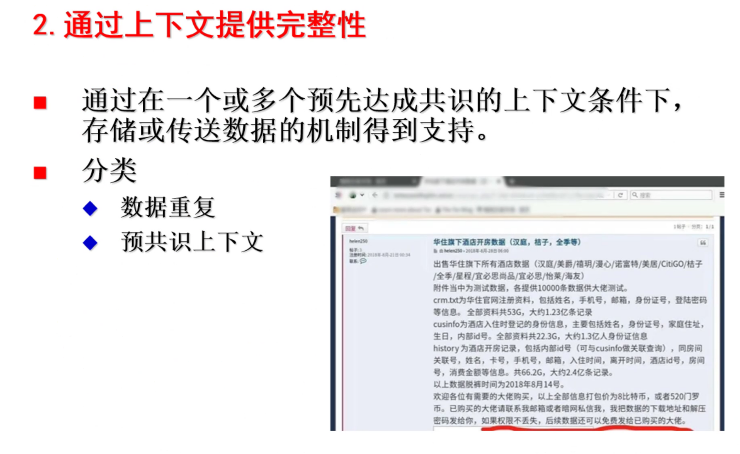 2. 通过上下文提供完整性
通过在一个或多个预先达成共识的上下文条件下，
存储或传送数据的机制得到支持。
分类
数据重复
预共识上下文
搜索
回复
1帖子 • 分页: 1/1
helen250
帖子: 1
华住旗下酒店开房数据（汉庭，桔子，全季等）
出售华住旗下所有酒店数据（汉庭/美爵/禧玥/漫心/诺富特/美居/CitiGO/桔子
/全季/星程/宜必思尚品/宜必思/怡莱/海友）
附件当中为测试数据，各提供10000条数据供大佬测试。
crm.txt为华住官网注册资料，包括姓名，手机号，邮箱，身份证号，登陆密码
等信息。 全部资料共53G，大约1.23亿条记录
cusinfo为酒店入住时登记的身份信息，主要包括姓名，身份证号，家庭住址，
生日，内部id号。全部资料共22.3G，大约1.3亿人身份证信息
history 为酒店开房记录，包括内部id号（可与cusinfo做关联查询），同房间
关联号，姓名，卡号，手机号，邮箱，入住时间，离开时间，酒店id号，房间
号，消费金额等信息。共66.2G，大约2.4亿条记录。
以上数据脱裤时间为2018年8月14号。
欢迎各位有需要的大佬购买，以上全部信息打包价为8比特币，或者520门罗
币。已购买的大佬请联系我邮箱或者暗网私信我，我把数据的下载地址和解压
密码发给你，如果权限不丢失，后续数据还可以免费发给已购买的大佬。